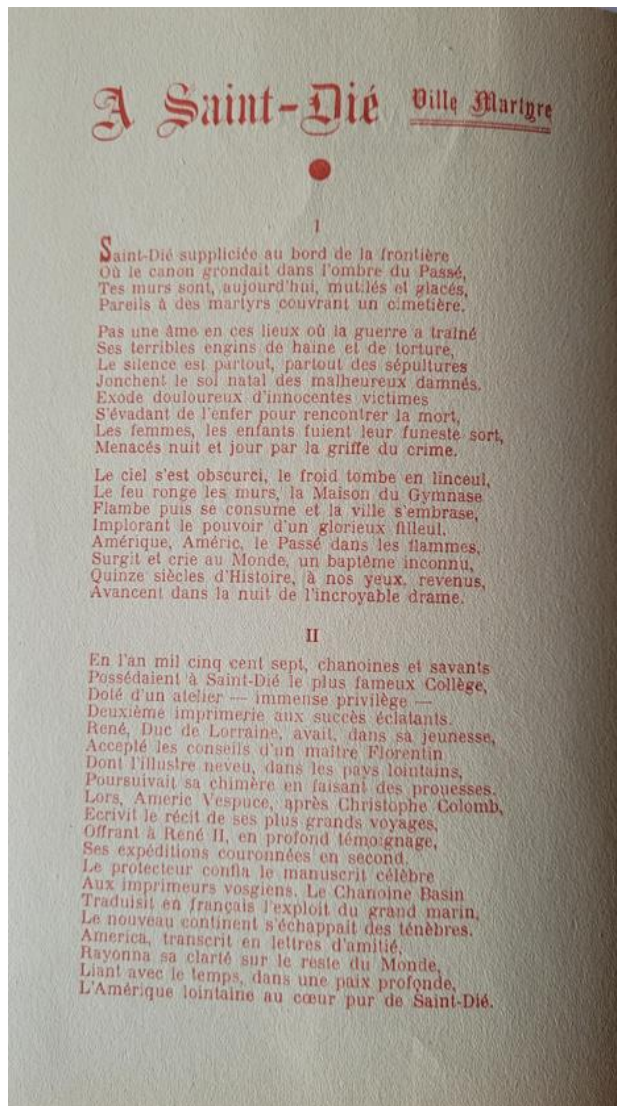 A Saint-Dié Ville Martyre
I
Saint-Dié suppliciée au bord de la frontière
Où le canon grondait dans l'ombre du Passé,
Tes murs sont, aujourd'hui, mutilés et glacés,
Pareils à des martyrs couvrant un cimetière.
Pas une âme en ces lieux où la guerre a traîné
Ses terribles engins de haine et de torture,
Le silence est partout, partout des sépultures
Jonchent le sol natal des malheureux damnés.
Exode douloureux d'innocentes victimes
S'évadant de l'enfer pour rencontrer la mort,
Les femmes, les enfants fuient leur funeste sort,
Menacés nuit et jour par la griffe du crime.
Le ciel s'est obscurci, le froid tombe en linceul,
Le feu ronge les murs, la Maison du Gymnase
Flambe puis se consume et la ville s'embrase,
Implorant le pouvoir d'un glorieux filleul.
Amérique, Améric, le Passé dans les flammes,
Surgit et crie au Monde, un baptême inconnu,
Quinze siècles d'Histoire, à nos yeux, revenus,
Avancent dans la nuit de l'incroyable drame.
II
En l'an mil cinq cent sept, chanoines et savants
Possédaient à Saint-Dié le plus fameux Collège,
Doté d'un atelier — immense privilège —
Deuxième imprimerie aux succès éclatants.
René, Duc de Lorraine, avait, dans sa jeunesse,
Accepté les conseils d'un maître Florentin
Dont l'illustre neveu, dans les pays lointains,
Poursuivait sa chimère en faisant des prouesses.
Lors, Americ Vespuce, après Christophe Colomb,
Ecrivit le récit de ses plus grands voyages,
Offrant à René II, en profond témoignage,
Ses expéditions couronnées en second.
Le protecteur confia le manuscrit célèbre
Aux imprimeurs vosgiens. Le Chanoine Basin
Traduisit en français l'exploit du grand marin,
Le nouveau continent s'échappait des ténèbres.
America, transcrit en lettres d'amitié,
Rayonna sa clarté sur le reste du Monde,
Liant avec le temps, dans une paix profonde,
L'Amérique lointaine au cœur pur de Saint-Dié.